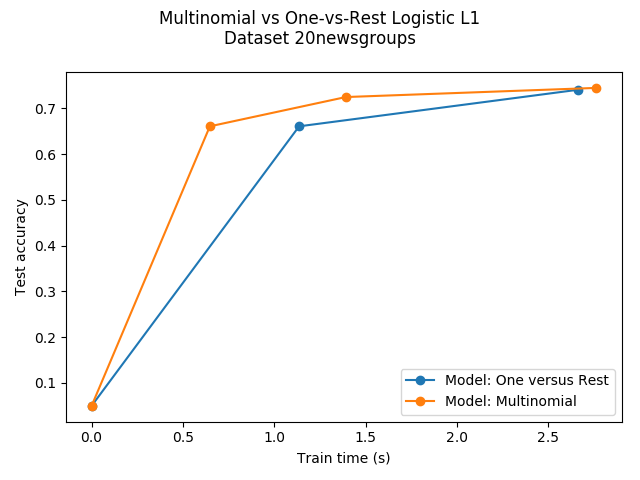 Multinomial vs One-vs-Rest Logistic L1
Dataset 20newsgroups
Test accuracy
0.7
0.6
0.5
0.4
0.3
0.2
0.1
0.0 0.5 1.0 1.5 2.0 2.5
Train time (s)
Model: One versus Rest
Model: Multinomial